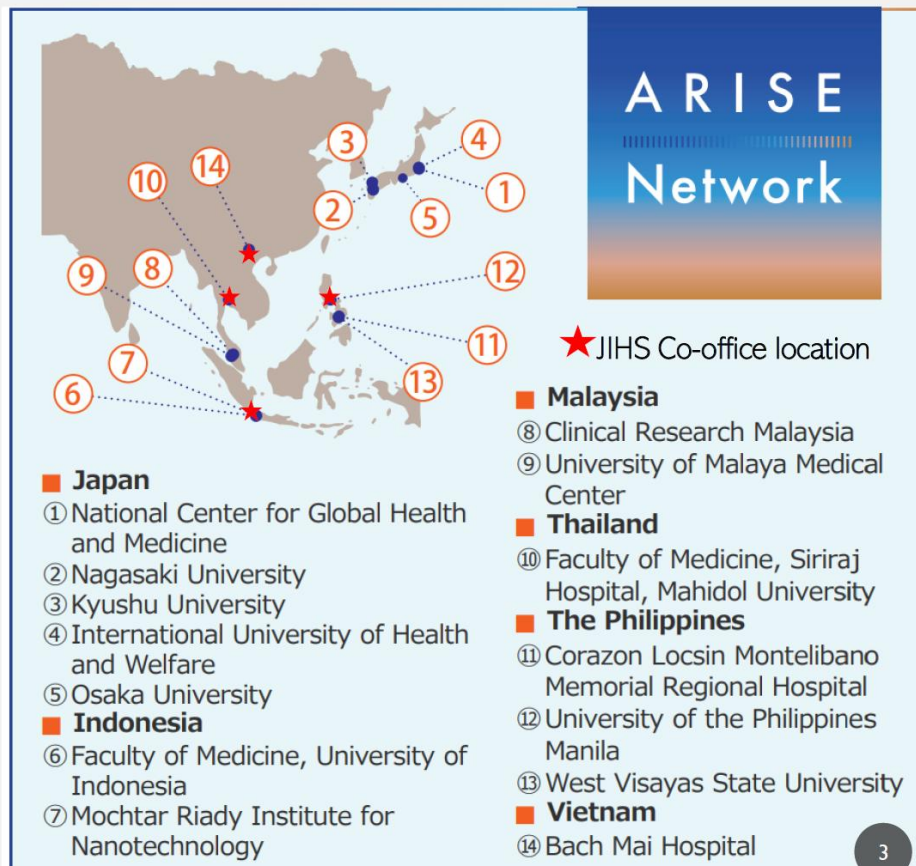 ARISE
Network
③
④
⑭
⑩
②
⑤
①
⑨
⑧
⑫
⑦
⑪
⑥
⑬
JIHS Co-office location
Japan
①National Center for Global Health
and Medicine
②Nagasaki University
③Kyushu University
④International University of Health
and Welfare
⑤Osaka University
Indonesia
⑥Faculty of Medicine, University of
Indonesia
⑦Mochtar Riady Institute for
Nanotechnology
Malaysia
⑧Clinical Research Malaysia
⑨University of Malaya Medical
Center
Thailand
⑩Faculty of Medicine, Siriraj
Hospital, Mahidol University
The Philippines
⑪Corazon Locsin Montelibano
Memorial Regional Hospital
⑫University of the Philippines
Manila
⑬West Visayas State University
Vietnam
⑭Bach Mai Hospital
3